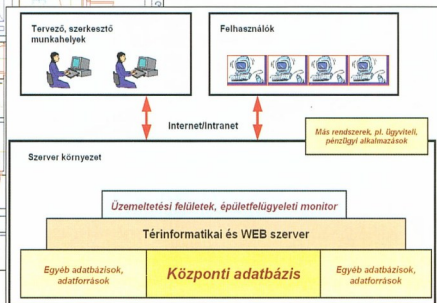 Tervező, szerkesztő
munkahelyek
Felhasználók
Internet/Intranet
Más rendszerek, pl. ügyviteli,
pénzügyi alkalmazások
Szerver környezet
Üzemeltetési felületek, épületfelügyeleti monitor
Térinformatikai és WEB szerver
Egyéb adatbázisok,
adatforrások
Központi adatbázis
Egyéb adatbázisok,
adatforrások